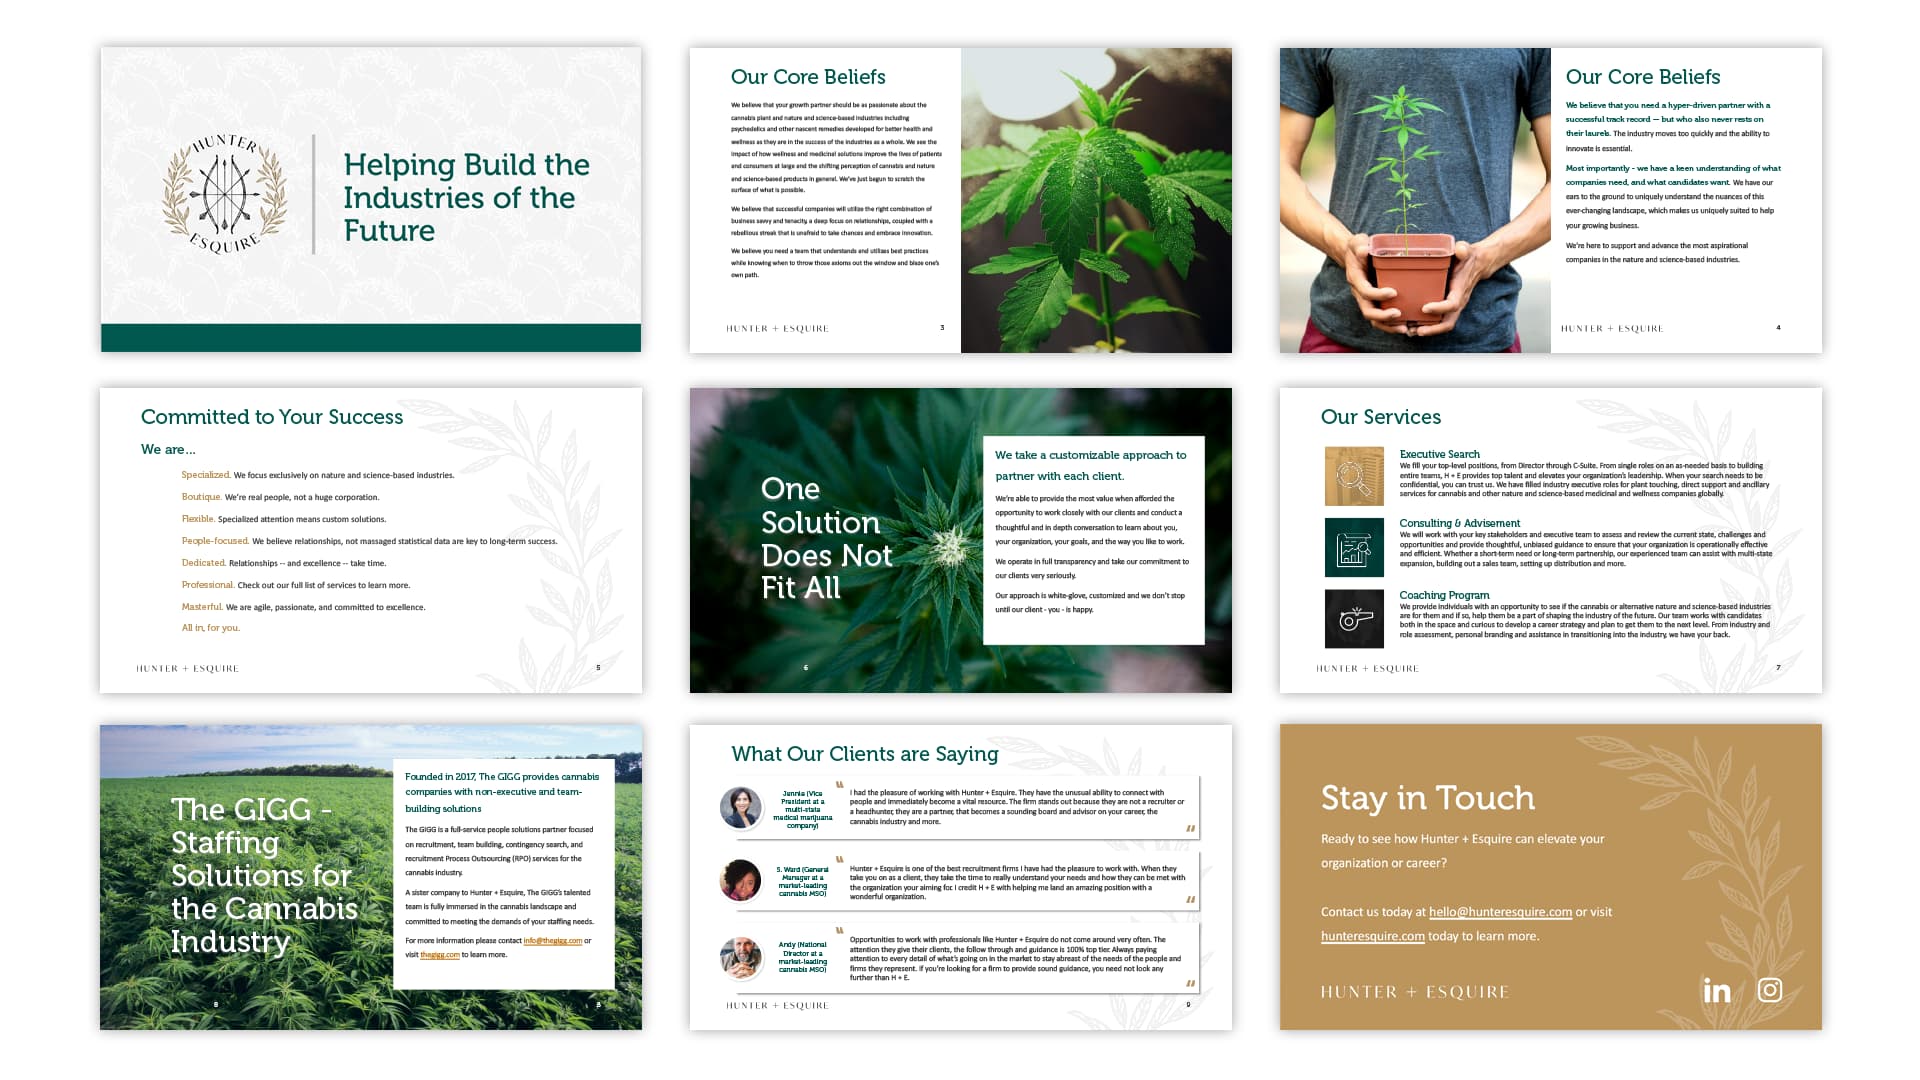 HUNTER
ESQUIRE
Helping Build the
Industries of the
Future
Our Core Beliefs
We believe that your growth partner should be as passionate about the
cannabis plant and nature and science-based industries including
psychedelics and other nascent remedies developed for better health and
wellness as they are in the success of the industries as a whole. We see the
impact of how wellness and medicinal solutions improve the lives of patients
and consumers at large and the shifting perception of cannabis and nature
and science-based products in general. We've just begun to scratch the
surface of what is possible.
We believe that successful companies will utilize the right combination of
business savvy and tenacity, a deep focus on relationships, coupled with a
rebellious streak that is unafraid to take chances and embrace innovation.
We believe you need a team that understands and utilizes best practices
while knowing when to throw those axioms out the window and blaze one's
own path.
HUNTER + ESQUIRE
3
Our Core Beliefs
We believe that you need a hyper-driven partner with a
successful track record — but who also never rests on
their laurels. The industry moves too quickly and the ability to
innovate is essential.
Most importantly - we have a keen understanding of what
companies need, and what candidates want. We have our
ears to the ground to uniquely understand the nuances of this
ever-changing landscape, which makes us uniquely suited to help
your growing business.
We're here to support and advance the most aspirational
companies in the nature and science-based industries.
HUNTER + ESQUIRE
4
Committed to Your Success
We are...
Specialized. We focus exclusively on nature and science-based industries.
Boutique. We're real people, not a huge corporation.
Flexible. Specialized attention means custom solutions.
People-focused. We believe relationships, not massaged statistical data are key to long-term success.
Dedicated. Relationships -- and excellence -- take time.
Professional. Check out our full list of services to learn more.
Masterful. We are agile, passionate, and committed to excellence.
All in, for you.
HUNTER + ESQUIRE
5
One
Solution
Does Not
Fit All
We take a customizable approach to
partner with each client.
We're able to provide the most value when afforded the
opportunity to work closely with our clients and conduct a
thoughtful and in depth conversation to learn about you,
your organization, your goals, and the way you like to work.
We operate in full transparency and take our commitment to
our clients very seriously.
Our approach is white-glove, customized and we don't stop
until our client - you - is happy.
6
Our Services
Executive Search
We fill your top-level positions, from Director through C-Suite. From single roles on an as-needed basis to building
entire teams, H + E provides top talent and elevates your organization's leadership. When your search needs to be
confidential, you can trust us. We have filled industry executive roles for plant touching, direct support and ancillary
services for cannabis and other nature and science-based medicinal and wellness companies globally.
Consulting & Advisement
We will work with your key stakeholders and executive team to assess and review the current state, challenges and
opportunities and provide thoughtful, unbiased guidance to ensure that your organization is operationally effective
and efficient. Whether a short-term need or long-term partnership, our experienced team can assist with multi-state
expansion, building out a sales team, setting up distribution and more.
Coaching Program
We provide individuals with an opportunity to see if the cannabis or alternative nature and science-based industries
are for them and if so, help them be a part of shaping the industry of the future. Our team works with candidates
both in the space and curious to develop a career strategy and plan to get them to the next level. From industry and
role assessment, personal branding and assistance in transitioning into the industry, we have your back.
HUNTER + ESQUIRE
7
The GIGG -
Staffing
Solutions for
the Cannabis
Industry
Founded in 2017, The GIGG provides cannabis
companies with non-executive and team-
building solutions
The GIGG is a full-service people solutions partner focused
on recruitment, team building, contingency search, and
recruitment Process Outsourcing (RPO) services for the
cannabis industry.
A sister company to Hunter + Esquire, The GIGG's talented
team is fully immersed in the cannabis landscape and
committed to meeting the demands of your staffing needs.
For more information please contact info@thegigg.com or
visit thegigg.com to learn more.
8
What Our Clients are Saying
Jennie (Vice
President at a
multi-state
medical marijuana
company)
“
I had the pleasure of working with Hunter + Esquire. They have the unusual ability to connect with
people and immediately become a vital resource. The firm stands out because they are not a recruiter or
a headhunter, they are a partner, that becomes a sounding board and advisor on your career, the
cannabis industry and more.
”
S. Ward (General
Manager at a
market-leading
cannabis MSO)
“
Hunter + Esquire is one of the best recruitment firms I have had the pleasure to work with. When they
take you on as a client, they take the time to really understand your needs and how they can be met with
the organization your aiming for. I credit H + E with helping me land an amazing position with a
wonderful organization.
”
Andy (National
Director at a
market-leading
cannabis MSO)
“
Opportunities to work with professionals like Hunter + Esquire do not come around very often. The
attention they give their clients, the follow through and guidance is 100% top tier. Always paying
attention to every detail of what's going on in the market to stay abreast of the needs of the people and
firms they represent. If you're looking for a firm to provide sound guidance, you need not look any
further than H + E.
”
HUNTER + ESQUIRE
9
Stay in Touch
Ready to see how Hunter + Esquire can elevate your
organization or career?
Contact us today at hello@hunteresquire.com or visit
hunteresquire.com today to learn more.
HUNTER + ESQUIRE
in